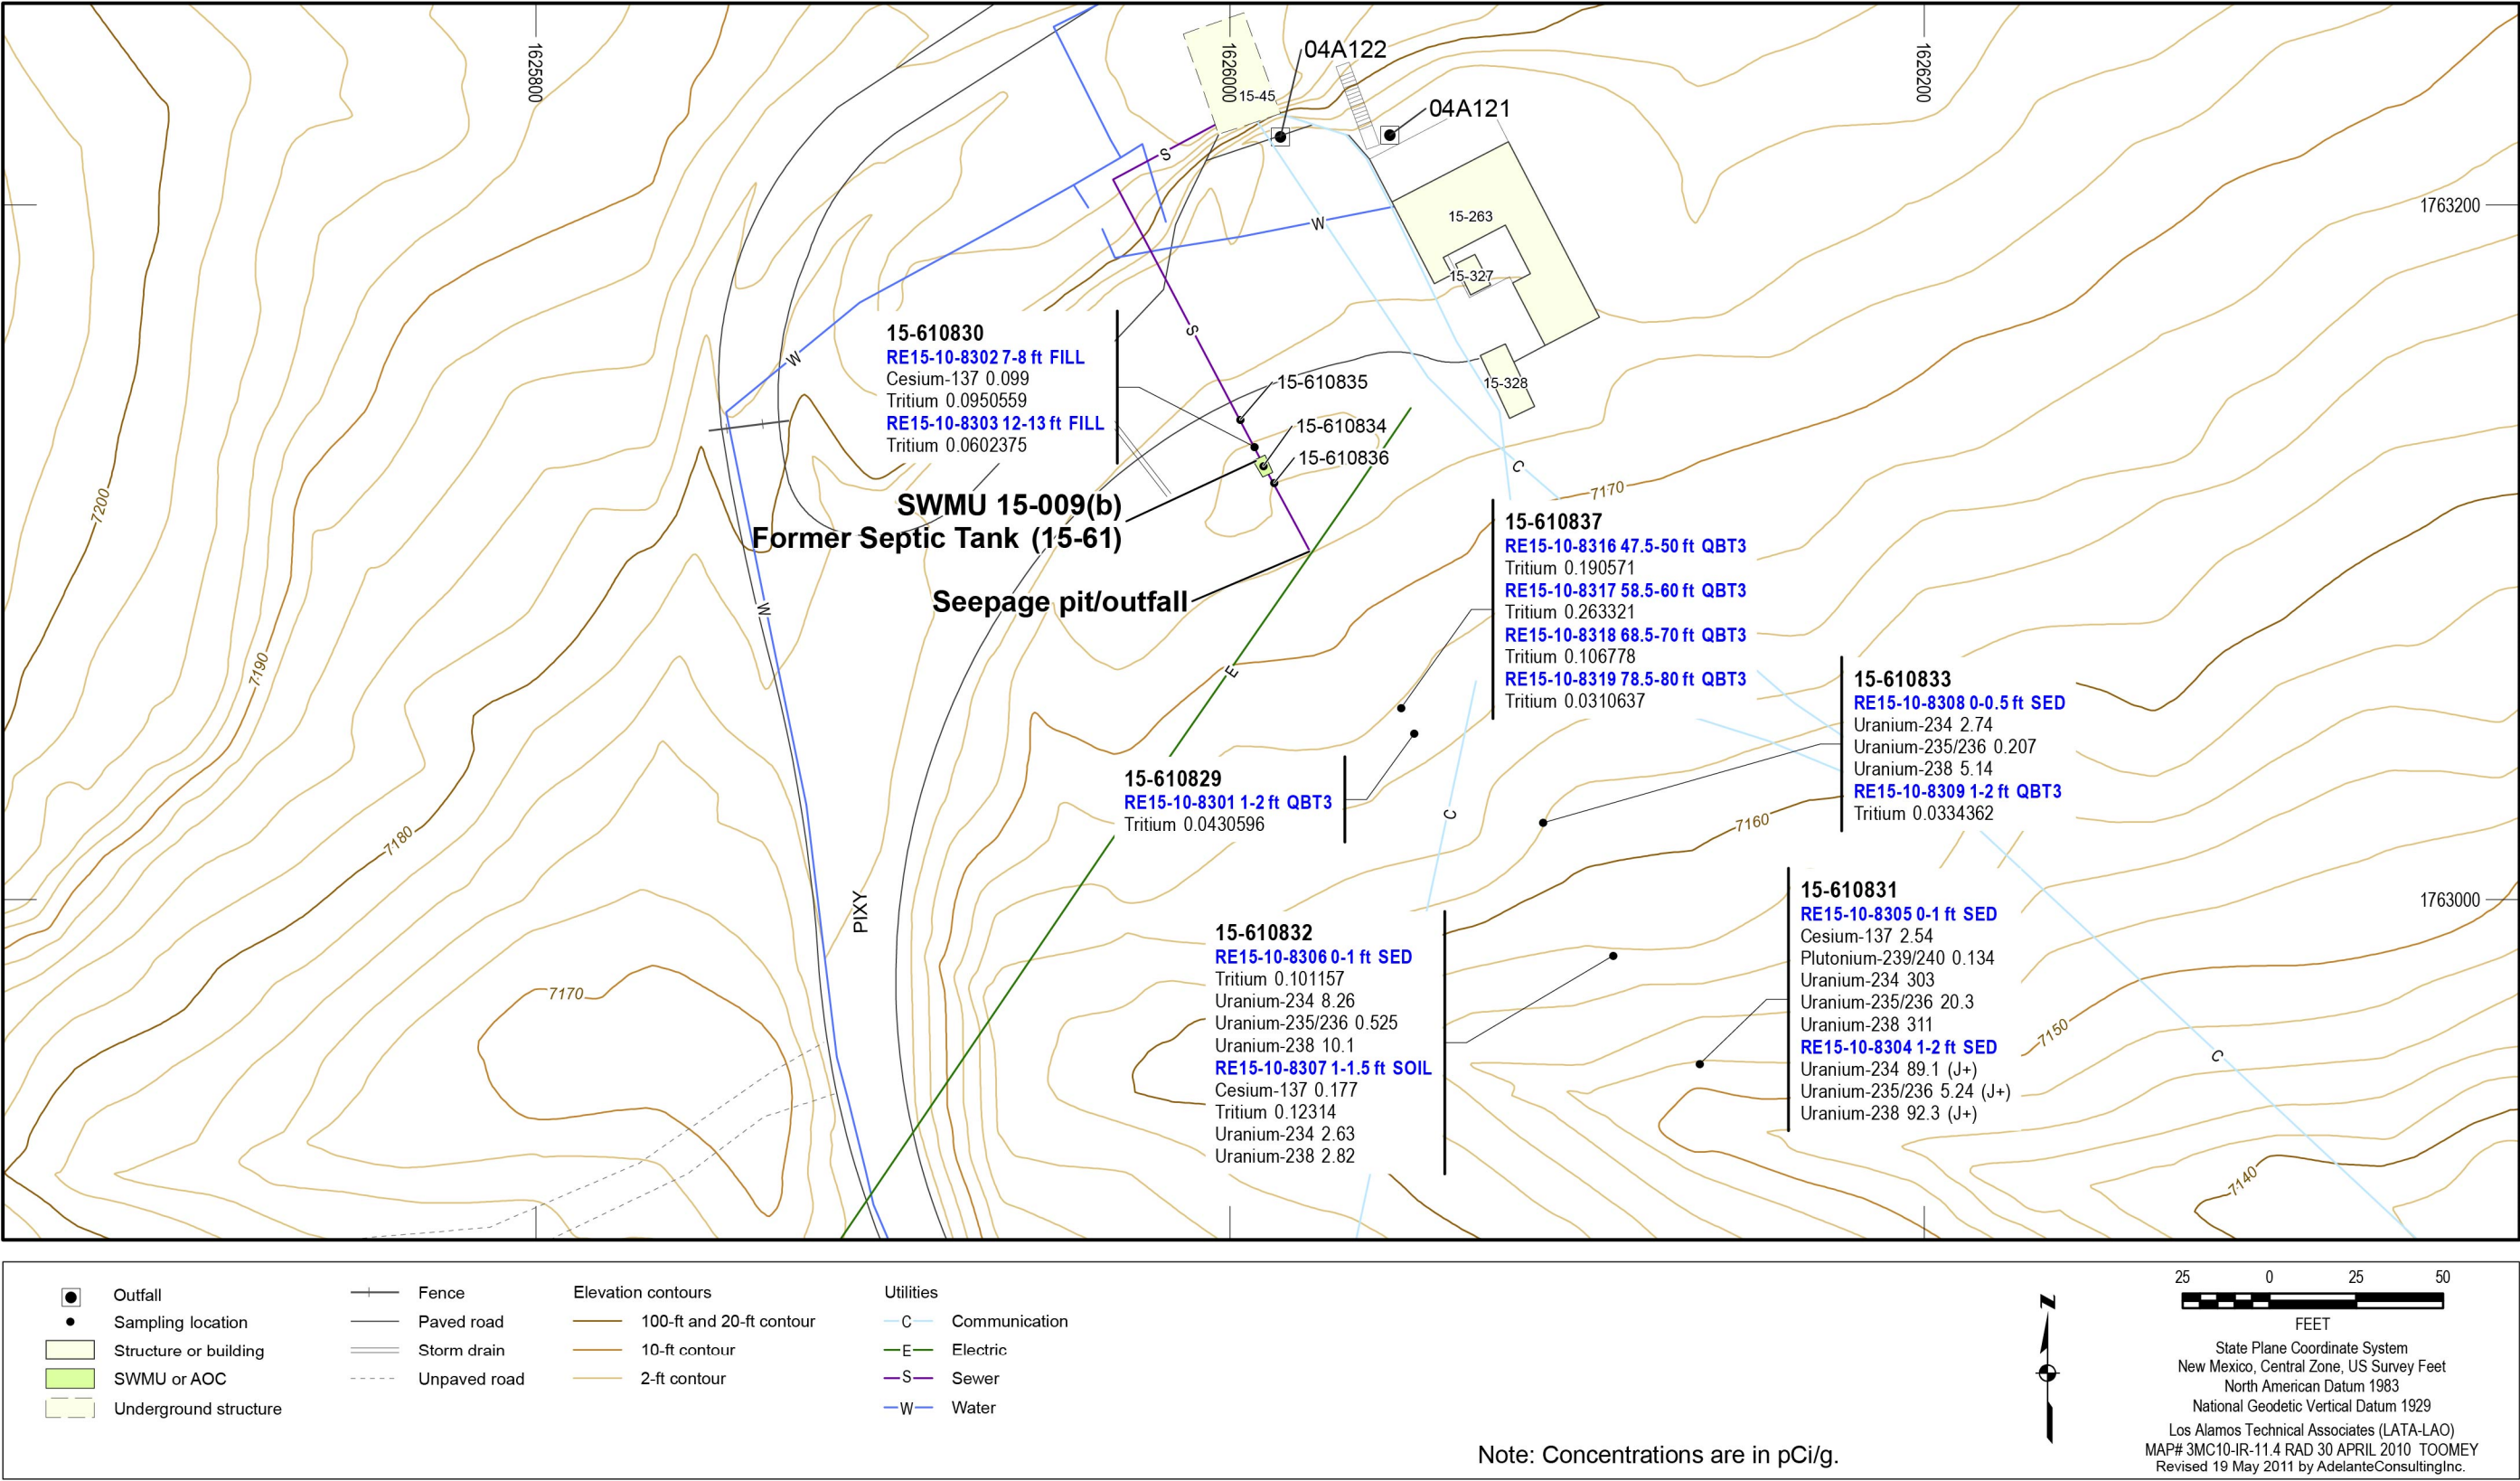 1625800
1626000
1626200
04A122
15-45
04A121
S
1763200
15-263
W
15-327
S
15-610830
RE15-10-8302 7-8 ft FILL
Cesium-137 0.099
Tritium 0.0950559
RE15-10-8303 12-13 ft FILL
Tritium 0.0602375
W
15-610835
15-328
15-610834
15-610836
C
7170
7200
SWMU 15-009(b)
Former Septic Tank (15-61)
15-610837
RE15-10-8316 47.5-50 ft QBT3
Tritium 0.190571
RE15-10-8317 58.5-60 ft QBT3
Tritium 0.263321
RE15-10-8318 68.5-70 ft QBT3
Tritium 0.106778
RE15-10-8319 78.5-80 ft QBT3
Tritium 0.0310637
Seepage pit/outfall
W
7190
E
15-610833
RE15-10-8308 0-0.5 ft SED
Uranium-234 2.74
Uranium-235/236 0.207
Uranium-238 5.14
RE15-10-8309 1-2 ft QBT3
Tritium 0.0334362
15-610829
RE15-10-8301 1-2 ft QBT3
Tritium 0.0430596
C
7160
7180
PIXY
1763000
15-610831
RE15-10-8305 0-1 ft SED
Cesium-137 2.54
Plutonium-239/240 0.134
Uranium-234 303
Uranium-235/236 20.3
Uranium-238 311
RE15-10-8304 1-2 ft SED
Uranium-234 89.1 (J+)
Uranium-235/236 5.24 (J+)
Uranium-238 92.3 (J+)
15-610832
RE15-10-8306 0-1 ft SED
Tritium 0.101157
Uranium-234 8.26
Uranium-235/236 0.525
Uranium-238 10.1
RE15-10-8307 1-1.5 ft SOIL
Cesium-137 0.177
Tritium 0.12314
Uranium-234 2.63
Uranium-238 2.82
7170
7150
C
7140
Outfall
Sampling location
Structure or building
SWMU or AOC
Underground structure
Fence
Paved road
Storm drain
Unpaved road
Elevation contours
100-ft and 20-ft contour
10-ft contour
2-ft contour
Utilities
C Communication
E Electric
S Sewer
W Water
Note: Concentrations are in pCi/g.
N
25 0 25 50
FEET
State Plane Coordinate System
New Mexico, Central Zone, US Survey Feet
North American Datum 1983
National Geodetic Vertical Datum 1929
Los Alamos Technical Associates (LATA-LAO)
MAP# 3MC10-IR-11.4 RAD 30 APRIL 2010 TOOMEY
Revised 19 May 2011 by AdelanteConsultingInc.